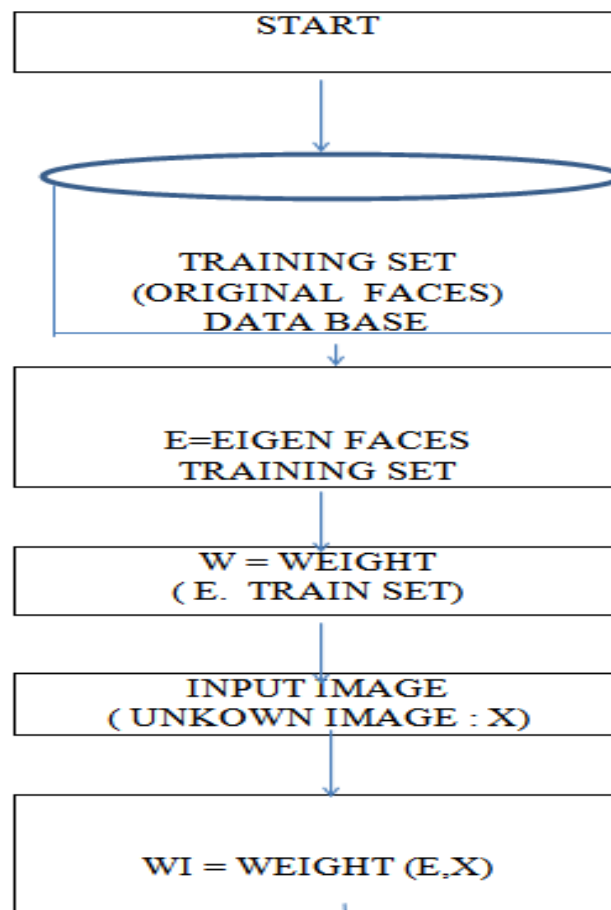 START
TRAINING SET
(ORIGINAL FACES)
DATA BASE
E=EIGEN FACES
TRAINING SET
W = WEIGHT
( E. TRAIN SET)
INPUT IMAGE
( UNKOWN IMAGE : X)
WI = WEIGHT (E,X)